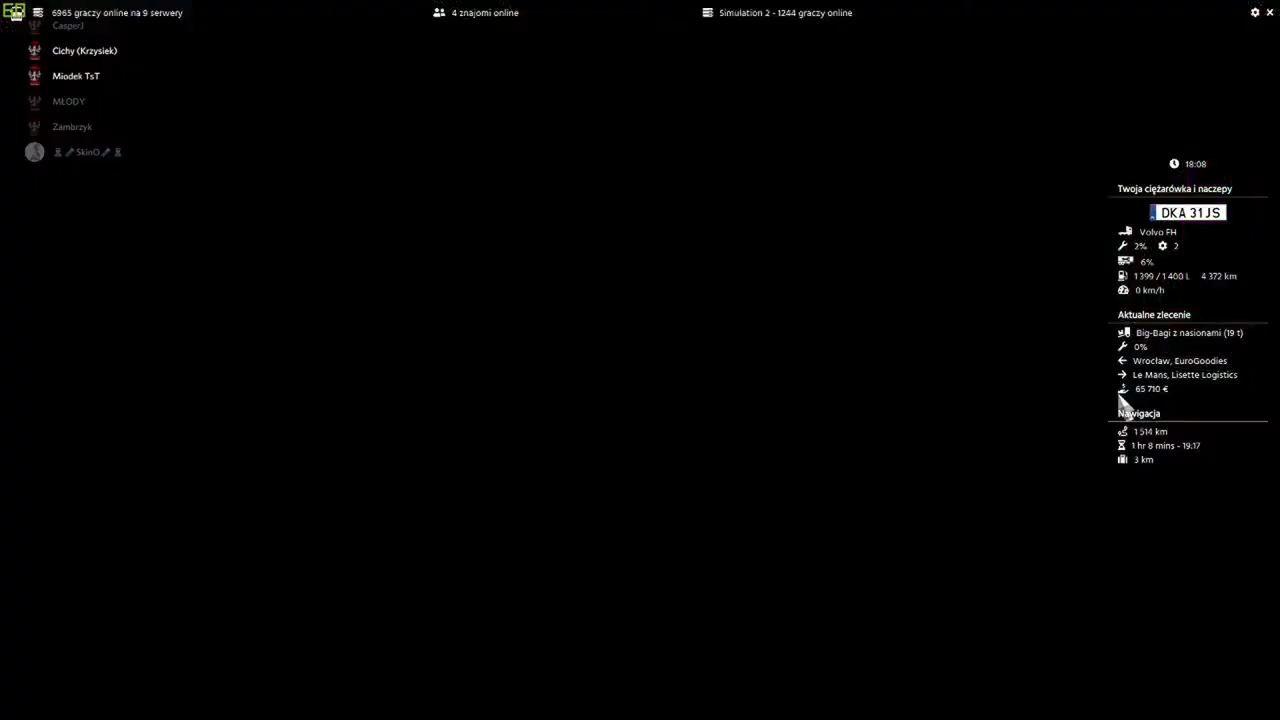 6965 graczy online na 9 serwery
4 znajomi online
Simulation 2 - 1244 graczy online
CasperJ
Cichy (Krzysiek)
Miodek TsT
MŁODY
Zambrzyk
SkinO
18:08
Twoja ciężarówka i naczepy
DKA 31JS
Volvo FH
2% 2
6%
1 399 / 1 400 L 4 372 km
0 km/h
Aktualne zlecenie
Big-Bagi z nasionami (19 t)
0%
Wrocław, EuroGoodies
Le Mans, Lisette Logistics
65 710 €
Nawigacja
1 514 km
1 hr 8 mins - 19:17
3 km